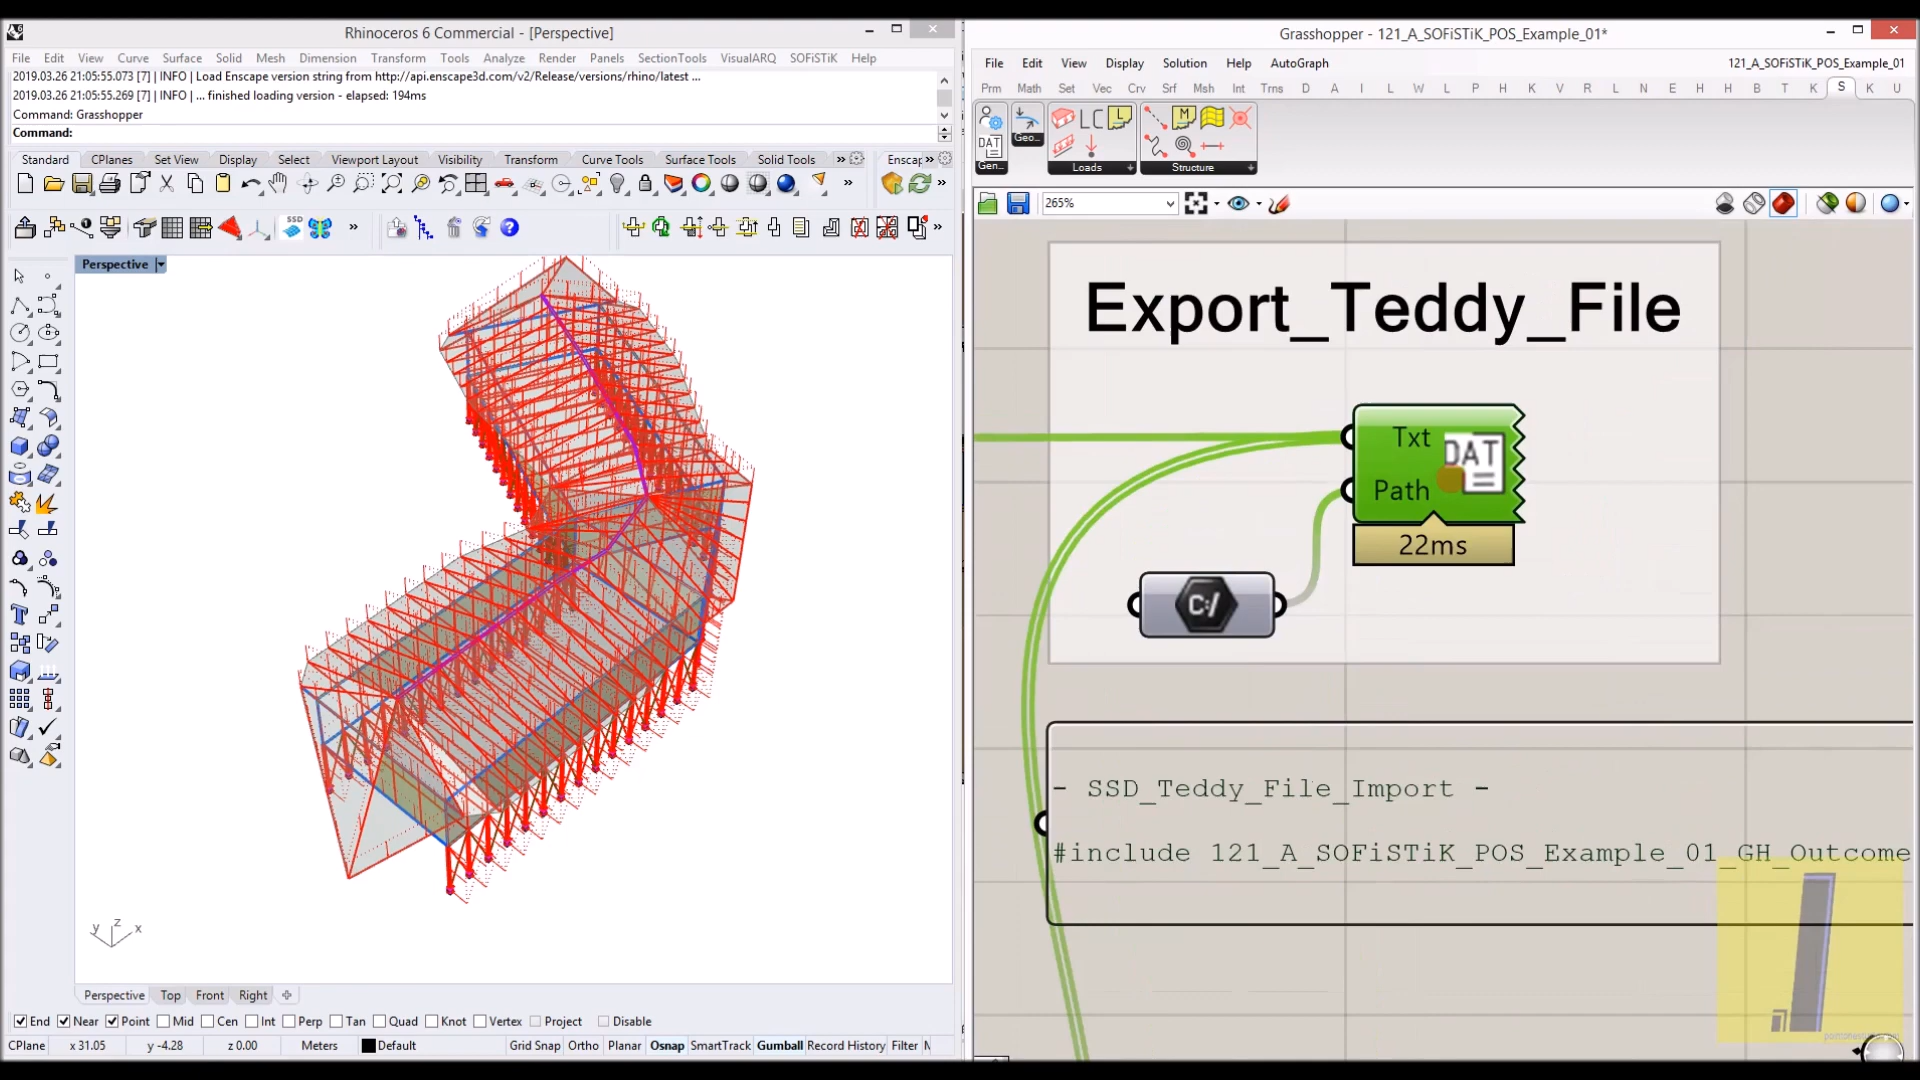 Rhinoceros 6 Commercial - [Perspective]
File Edit View Curve Surface Solid Mesh Dimension Transform Tools Analyze Render Panels SectionTools VisualARQ SOFiSTiK Help
2019.03.26 21:05:55.073 [7] | INFO | Load Enscape version string from http://api.enscape3d.com/v2/Release/versions/rhino/latest ...
2019.03.26 21:05:55.269 [7] | INFO | ... finished loading version - elapsed: 194ms
Command: Grasshopper
Command:
Standard CPlanes Set View Display Select Viewport Layout Visibility Transform Curve Tools Surface Tools Solid Tools » Enscap »
SSD
Perspective
z
y x
Perspective Top Front Right
End Near Point Mid Cen Int Perp Tan Quad Knot Vertex Project Disable
CPlane x 31.05 y -4.28 z 0.00 Meters Default Grid Snap Ortho Planar Osnap SmartTrack Gumball Record History Filter
Grasshopper - 121_A_SOFiSTiK_POS_Example_01*
File Edit View Display Solution Help AutoGraph 121_A_SOFiSTiK_POS_Example_01
Prm Math Set Vec Crv Srf Msh Int Trns D A I L W L P H K V R L N E H H B T K S K U
LC L M
DAT Geo...
Gen... Loads Structure
265%
Export_Teddy_File
Txt DAT
Path
22ms
C:/
- SSD_Teddy_File_Import -
#include 121_A_SOFiSTiK_POS_Example_01_GH_Outcome